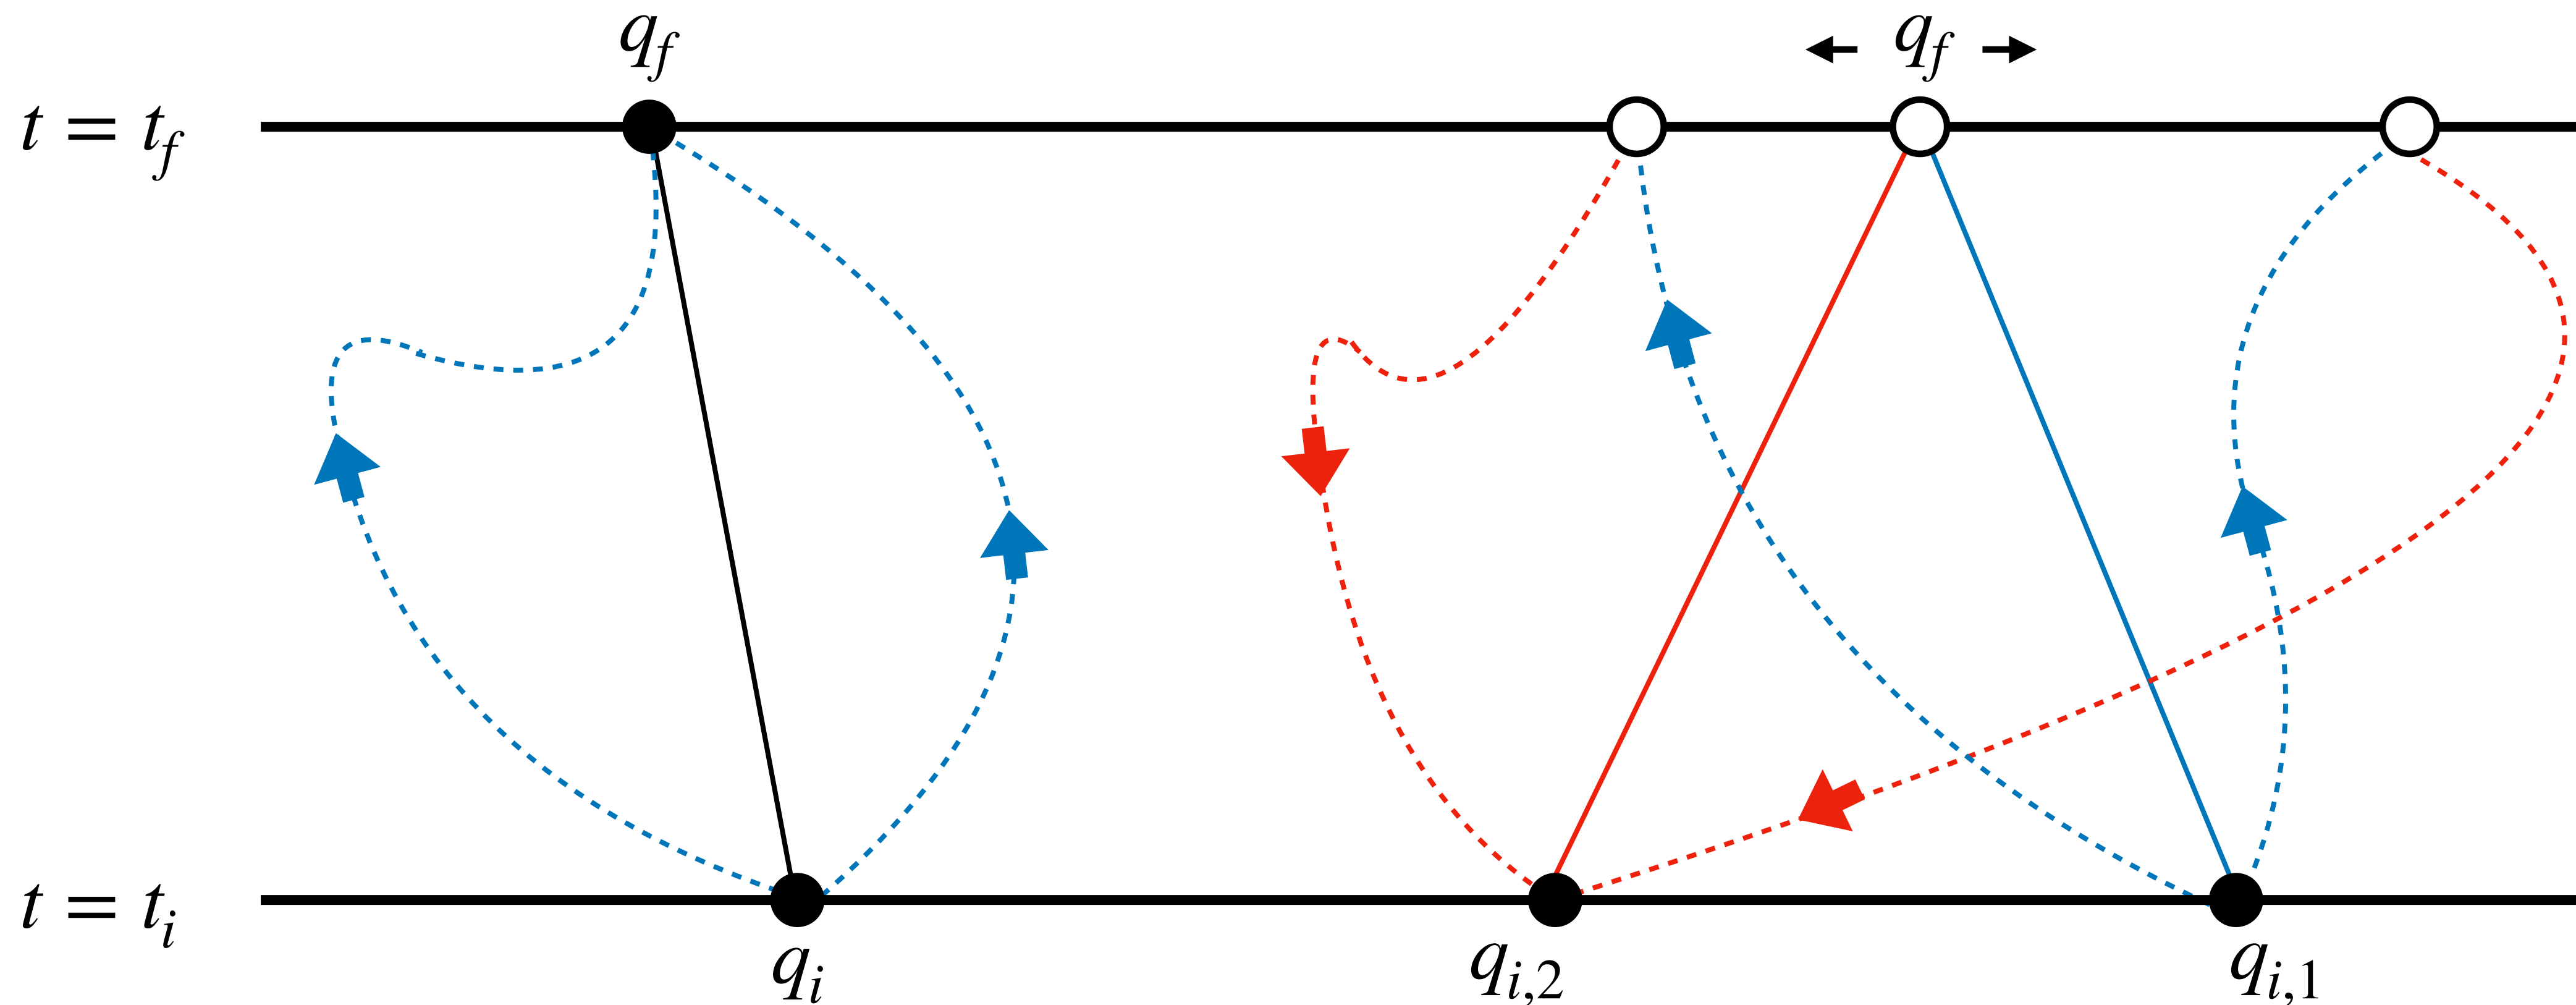 q_f
q_f
t = t_f
t = t_i
q_i
q_{i,2}
q_{i,1}